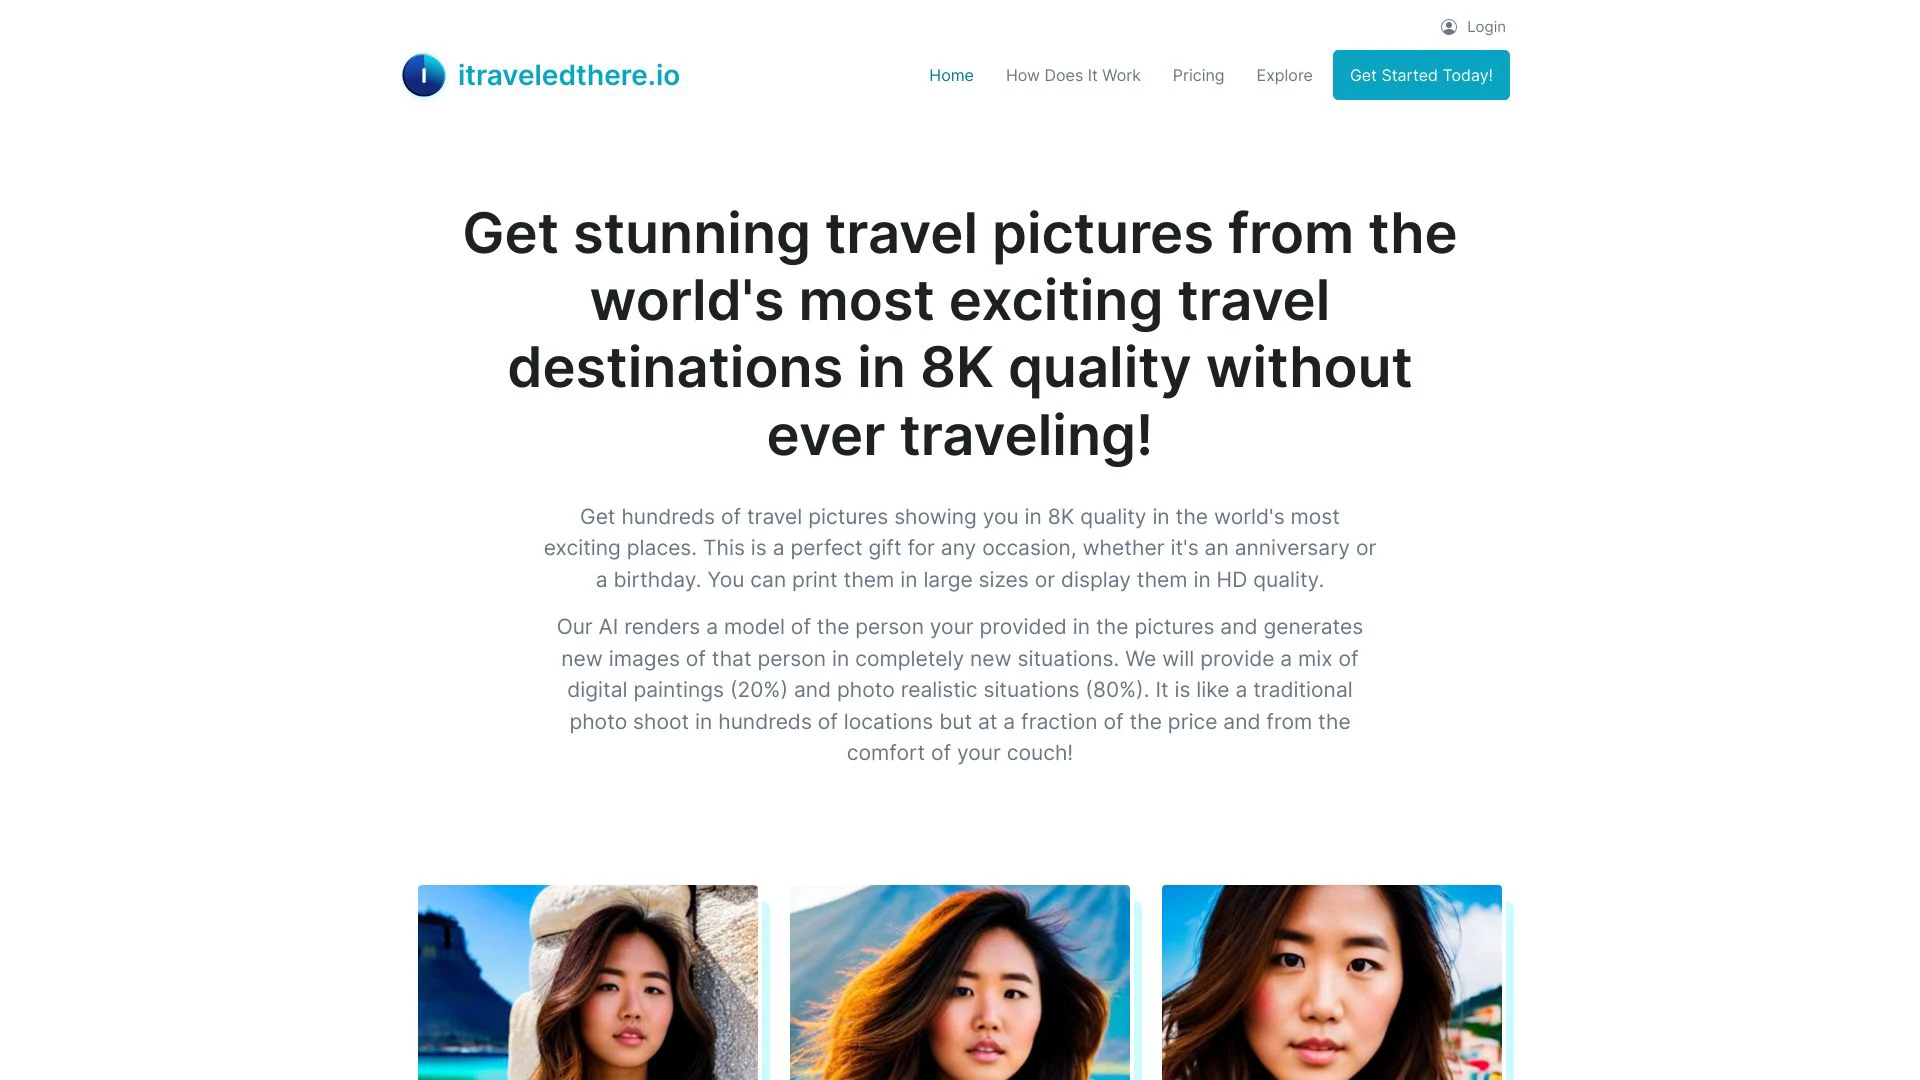 Login
I
itraveledthere.io
Home
How Does It Work
Pricing
Explore
Get Started Today!
Get stunning travel pictures from the
world's most exciting travel
destinations in 8K quality without
ever traveling!
Get hundreds of travel pictures showing you in 8K quality in the world's most
exciting places. This is a perfect gift for any occasion, whether it's an anniversary or
a birthday. You can print them in large sizes or display them in HD quality.
Our AI renders a model of the person your provided in the pictures and generates
new images of that person in completely new situations. We will provide a mix of
digital paintings (20%) and photo realistic situations (80%). It is like a traditional
photo shoot in hundreds of locations but at a fraction of the price and from the
comfort of your couch!